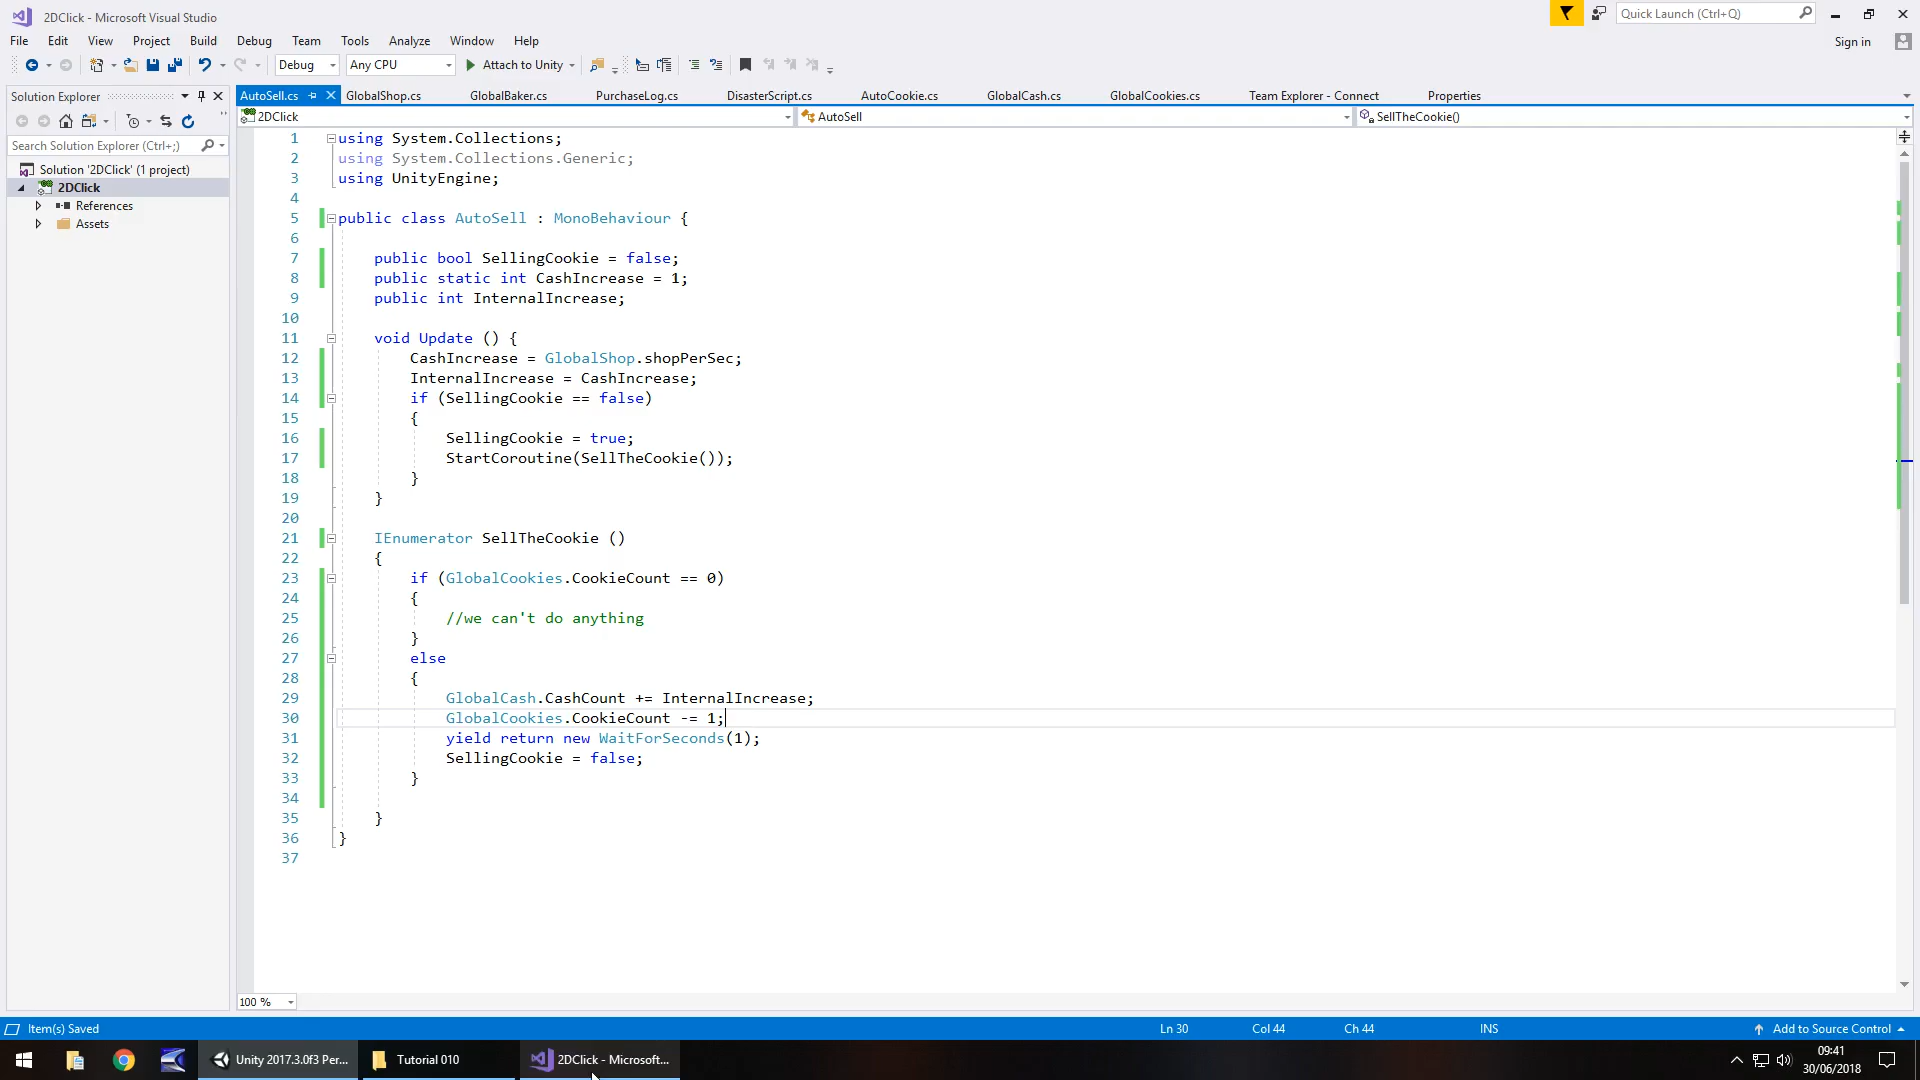 2DClick - Microsoft Visual Studio
Quick Launch (Ctrl+Q)
File Edit View Project Build Debug Team Tools Analyze Window Help
Sign in
Debug Any CPU Attach to Unity
Solution Explorer
AutoSell.cs GlobalShop.cs GlobalBaker.cs PurchaseLog.cs DisasterScript.cs AutoCookie.cs GlobalCash.cs GlobalCookies.cs Team Explorer - Connect Properties
2DClick AutoSell SellTheCookie()
Search Solution Explorer (Ctrl+;)
Solution '2DClick' (1 project)
2DClick
References
Assets
1 using System.Collections;
2 using System.Collections.Generic;
3 using UnityEngine;
4
5 public class AutoSell : MonoBehaviour {
6
7 public bool SellingCookie = false;
8 public static int CashIncrease = 1;
9 public int InternalIncrease;
10
11 void Update () {
12 CashIncrease = GlobalShop.shopPerSec;
13 InternalIncrease = CashIncrease;
14 if (SellingCookie == false)
15 {
16 SellingCookie = true;
17 StartCoroutine(SellTheCookie());
18 }
19 }
20
21 IEnumerator SellTheCookie ()
22 {
23 if (GlobalCookies.CookieCount == 0)
24 {
25 //we can't do anything
26 }
27 else
28 {
29 GlobalCash.CashCount += InternalIncrease;
30 GlobalCookies.CookieCount -= 1;
31 yield return new WaitForSeconds(1);
32 SellingCookie = false;
33 }
34
35 }
36 }
37
100 %
Item(s) Saved Ln 30 Col 44 Ch 44 INS Add to Source Control
Unity 2017.3.0f3 Per... Tutorial 010 2DClick - Microsoft...
09:41
30/06/2018